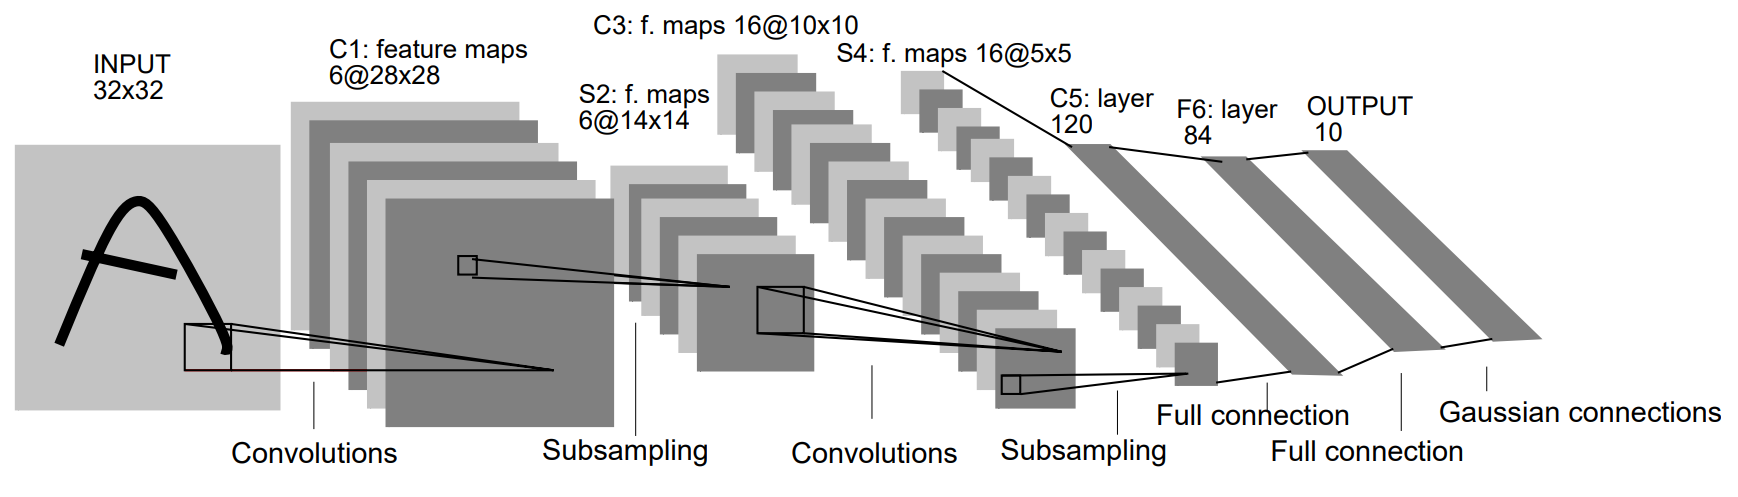 INPUT
32x32
C1: feature maps
6@28x28
S2: f. maps
6@14x14
C3: f. maps 16@10x10
S4: f. maps 16@5x5
C5: layer
120
F6: layer
84
OUTPUT
10
Convolutions
Subsampling
Convolutions
Subsampling
Full connection
Full connection
Gaussian connections